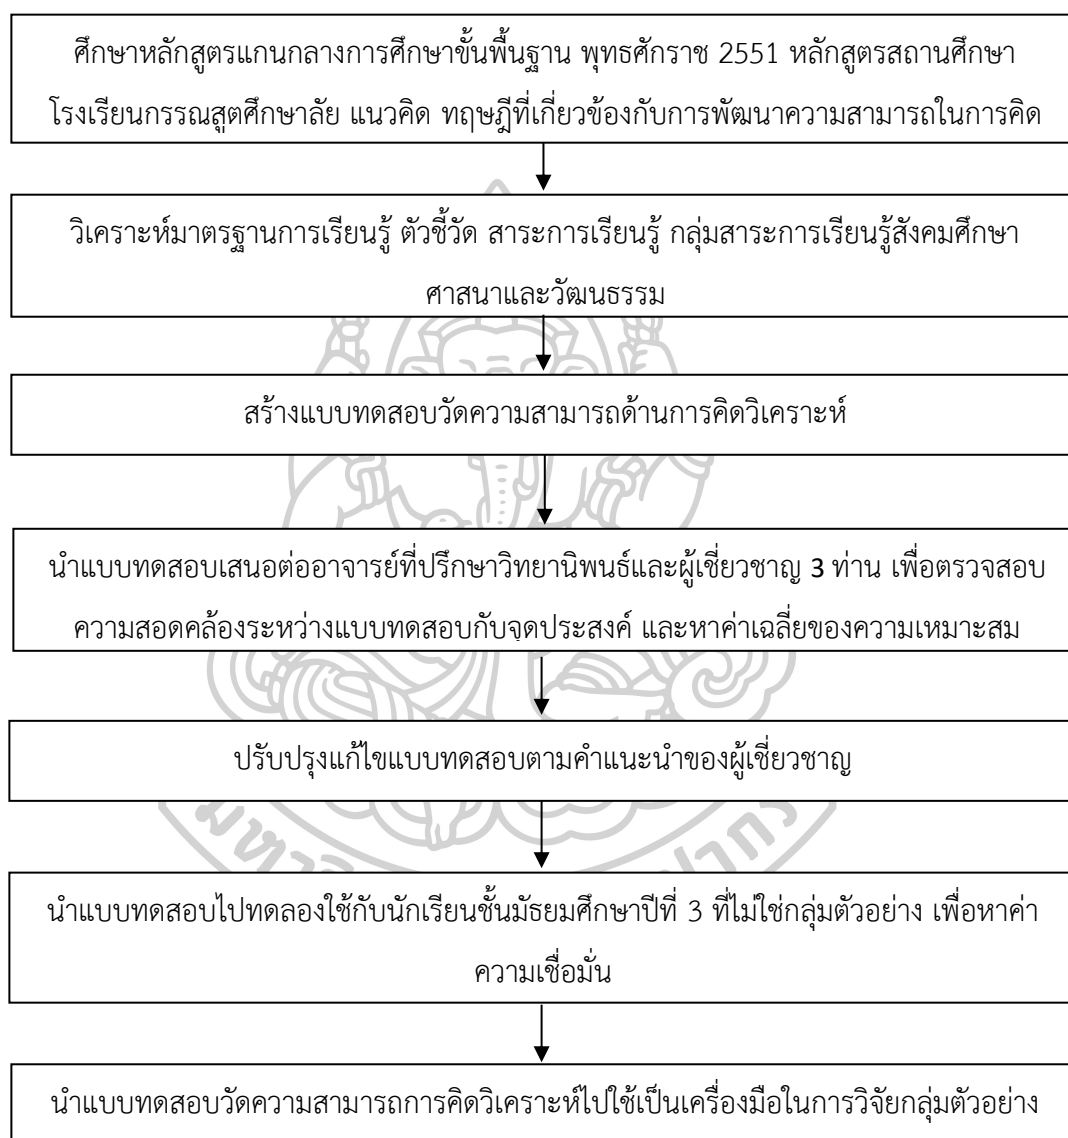 ศึกษาหลักสูตรแกนกลางการศึกษาขั้นพื้นฐาน พุทธศักราช 2551 หลักสูตรสถานศึกษา
โรงเรียนกรรณสูตศึกษาลัย แนวคิด ทฤษฎีที่เกี่ยวข้องกับการพัฒนาความสามารถในการคิด
วิเคราะห์มาตรฐานการเรียนรู้ ตัวชี้วัด สาระการเรียนรู้ กลุ่มสาระการเรียนรู้สังคมศึกษา
ศาสนาและวัฒนธรรม
สร้างแบบทดสอบวัดความสามารถด้านการคิดวิเคราะห์
นำแบบทดสอบเสนอต่ออาจารย์ที่ปรึกษาวิทยานิพนธ์และผู้เชี่ยวชาญ 3 ท่าน เพื่อตรวจสอบ
ความสอดคล้องระหว่างแบบทดสอบกับจุดประสงค์ และหาค่าเฉลี่ยของความเหมาะสม
ปรับปรุงแก้ไขแบบทดสอบตามคำแนะนำของผู้เชี่ยวชาญ
นำแบบทดสอบไปทดลองใช้กับนักเรียนชั้นมัธยมศึกษาปีที่ 3 ที่ไม่ใช่กลุ่มตัวอย่าง เพื่อหาค่า
ความเชื่อมั่น
นำแบบทดสอบวัดความสามารถการคิดวิเคราะห์ไปใช้เป็นเครื่องมือในการวิจัยกลุ่มตัวอย่าง